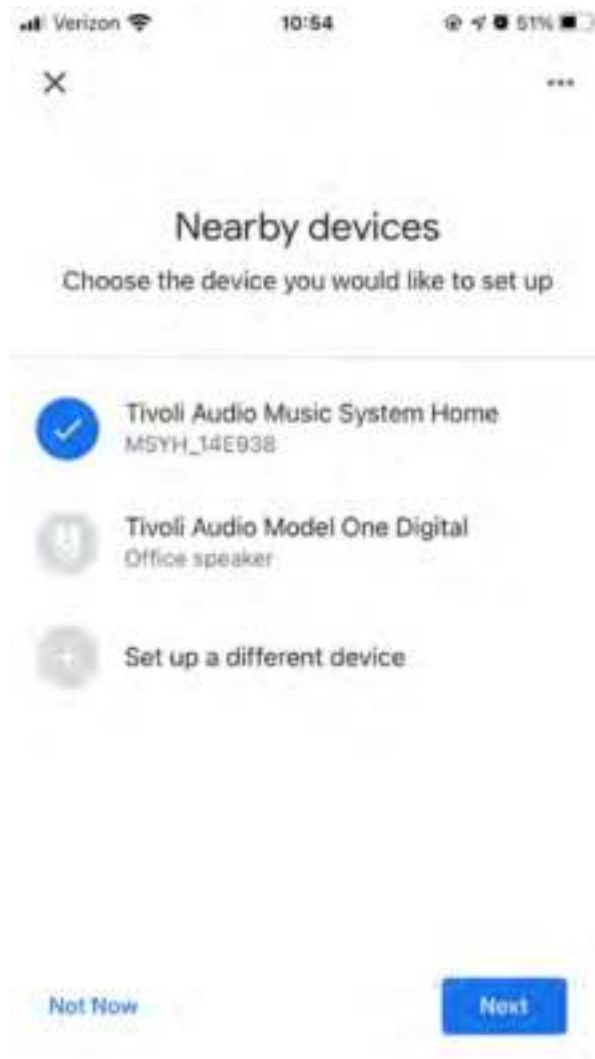 Verizon 10:54 51%
Nearby devices
Choose the device you would like to set up
Tivoli Audio Music System Home
MSYH_14E938
Tivoli Audio Model One Digital
Office speaker
Set up a different device
Not Now Next